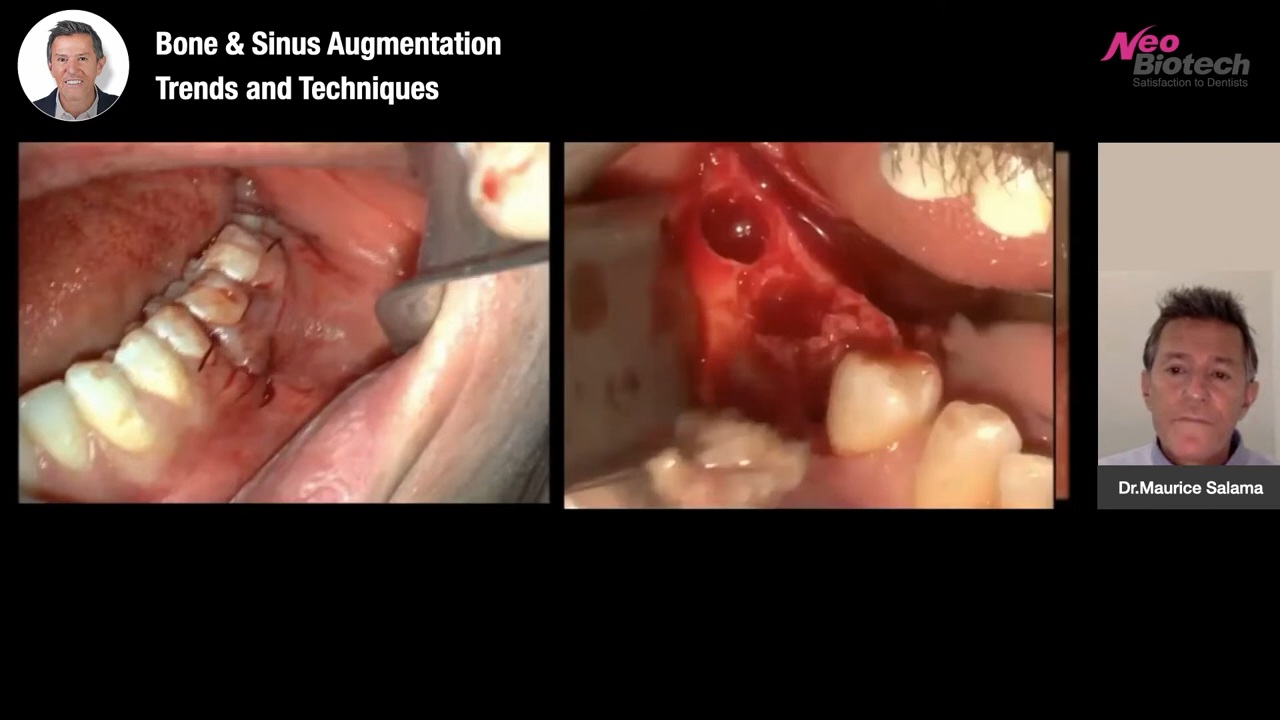 Bone & Sinus Augmentation
Trends and Techniques
Neo
Biotech
Satisfaction to Dentists
Dr.Maurice Salama